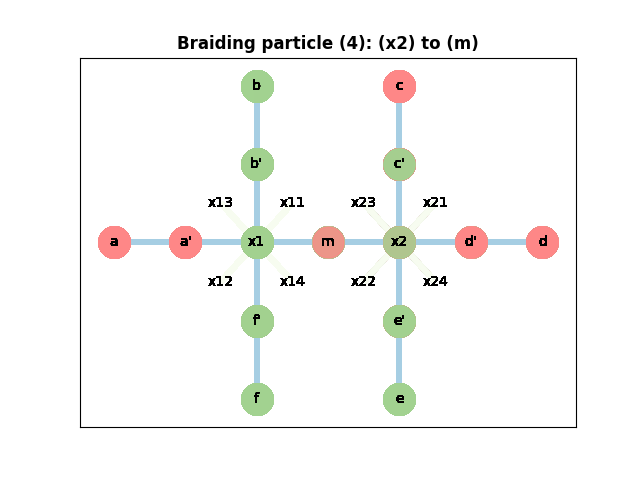 Braiding particle (4): (x2) to (m)
b c
b' c'
x13 x11 x23 x21
a a' x1 m x2 d' d
x12 x14 x22 x24
f' e'
f e